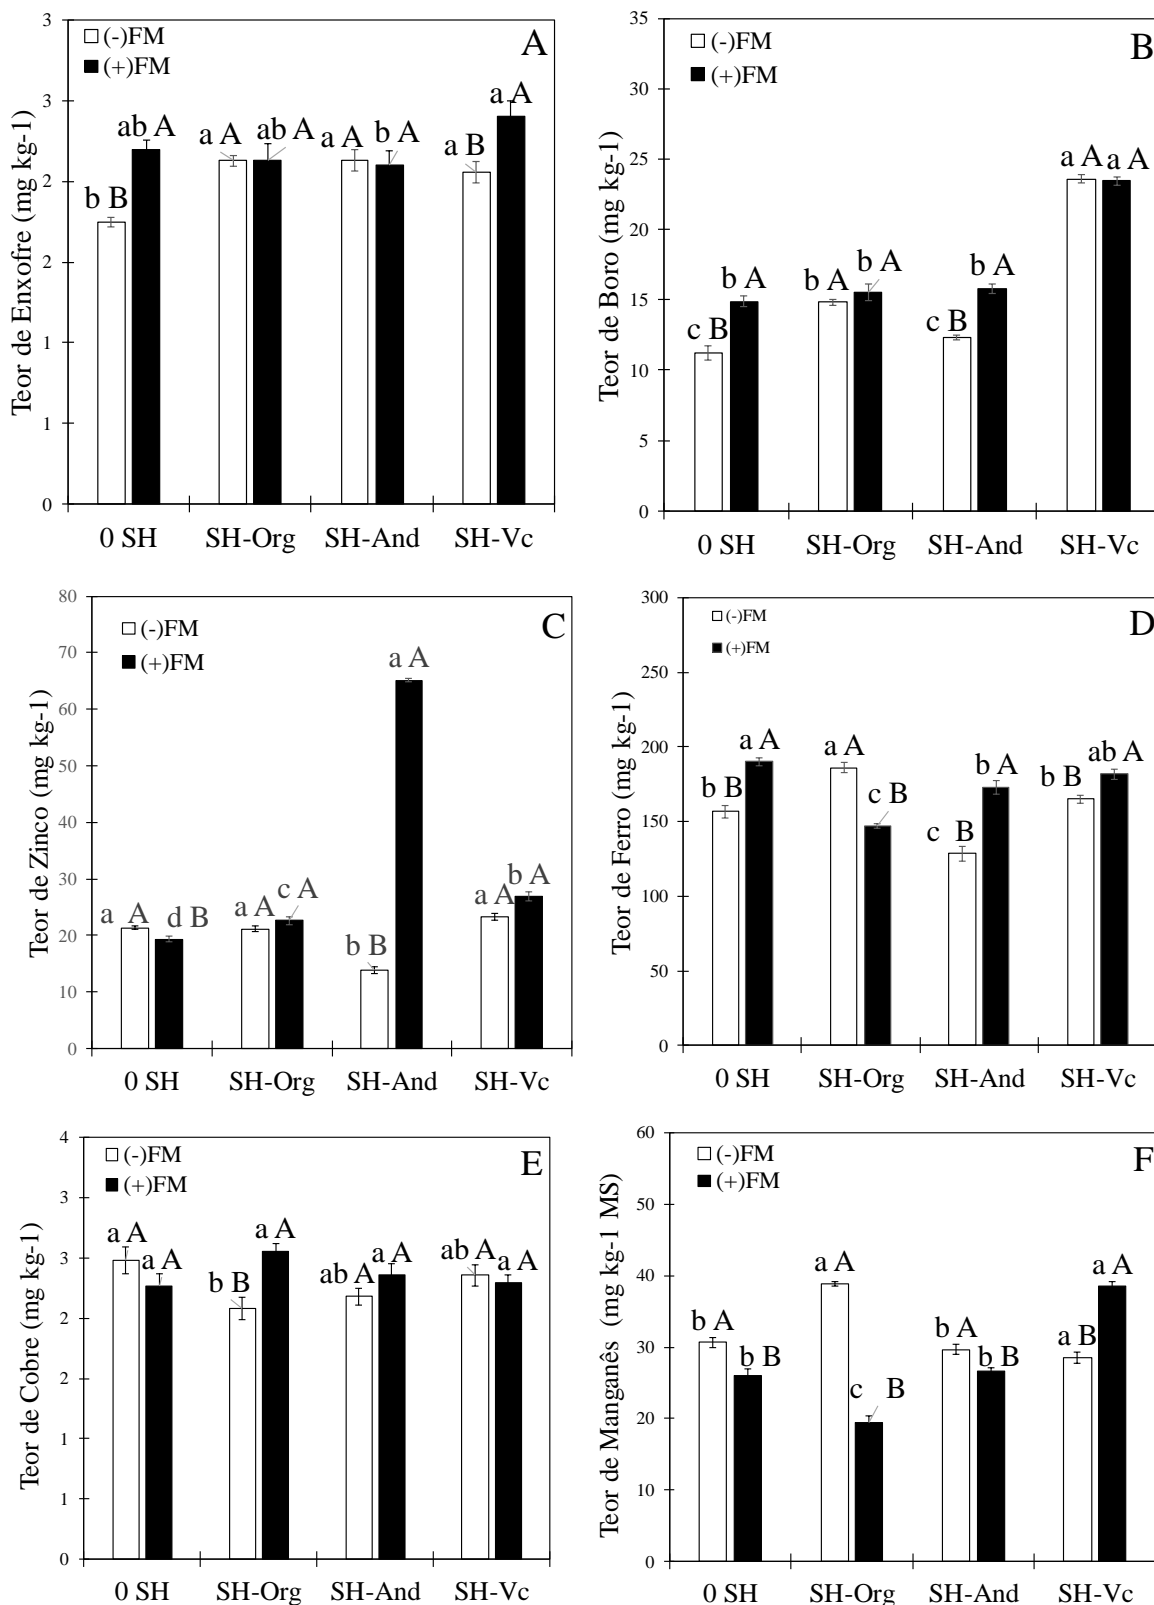 A
(-)FM
(+)FM
Teor de Enxofre (mg kg-1)
3
3
2
2
1
1
0
b B
ab A
a A
ab A
a A
b A
a B
a A
0 SH
SH-Org
SH-And
SH-Vc
B
(-)FM
(+)FM
Teor de Boro (mg kg-1)
35
30
25
20
15
10
5
0
c B
b A
b A
b A
c B
b A
a A
a A
0 SH
SH-Org
SH-And
SH-Vc
C
(-)FM
(+)FM
Teor de Zinco (mg kg-1)
80
70
60
50
40
30
20
10
0
a A
d B
a A
c A
b B
a A
a A
b A
0 SH
SH-Org
SH-And
SH-Vc
D
(-)FM
(+)FM
Teor de Ferro (mg kg-1)
300
250
200
150
100
50
0
b B
a A
a A
c B
c B
b A
b B
ab A
0 SH
SH-Org
SH-And
SH-Vc
E
(-)FM
(+)FM
Teor de Cobre (mg kg-1)
4
3
3
2
2
1
1
0
a A
a A
b B
a A
ab A
a A
ab A
a A
0 SH
SH-Org
SH-And
SH-Vc
F
(-)FM
(+)FM
Teor de Manganês (mg kg-1 MS)
60
50
40
30
20
10
0
b A
b B
a A
c B
b A
b B
a B
a A
0 SH
SH-Org
SH-And
SH-Vc